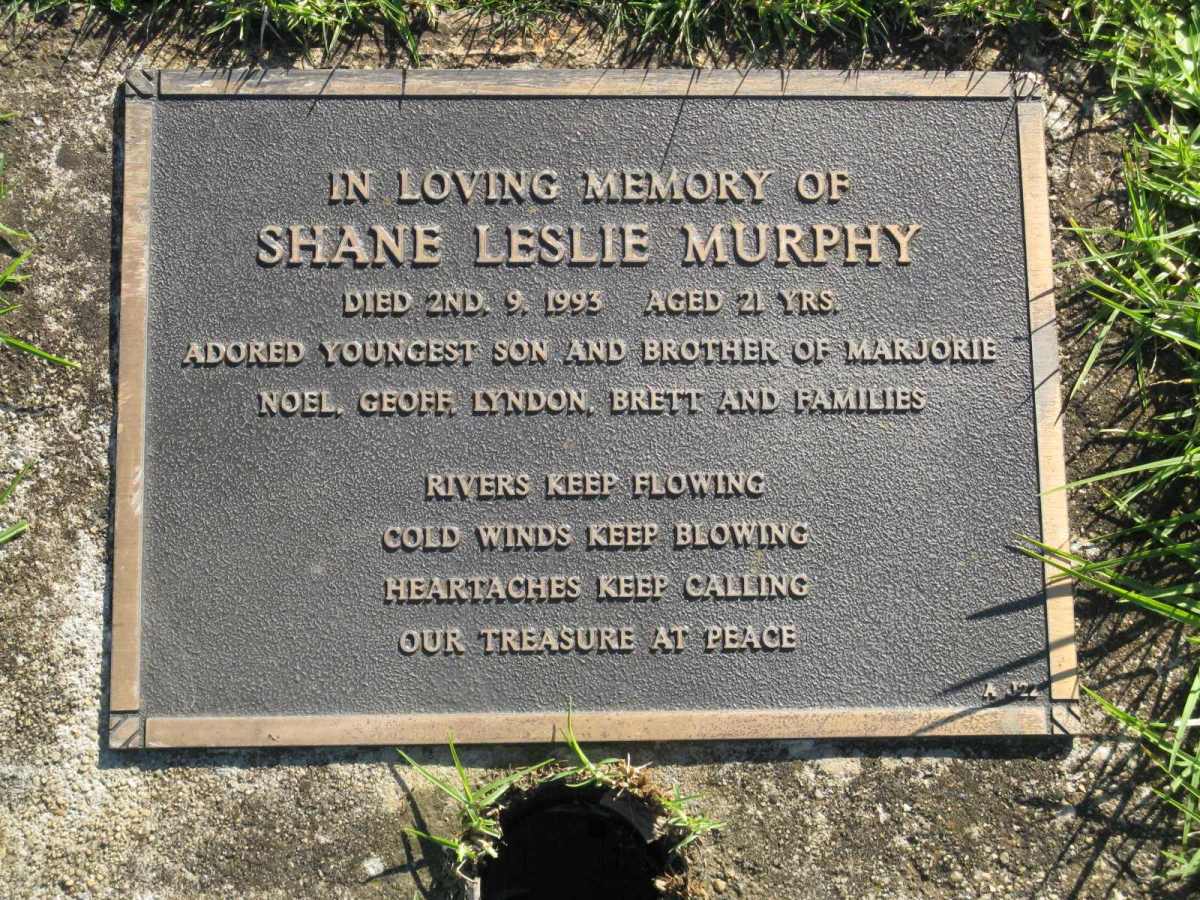 IN LOVING MEMORY OF
SHANE LESLIE MURPHY
DIED 2ND. 9. 1993 AGED 21 YRS.
ADORED YOUNGEST SON AND BROTHER OF MARJORIE
NOEL, GEOFF, LYNDON, BRETT AND FAMILIES
RIVERS KEEP FLOWING
COLD WINDS KEEP BLOWING
HEARTACHES KEEP CALLING
OUR TREASURE AT PEACE
A